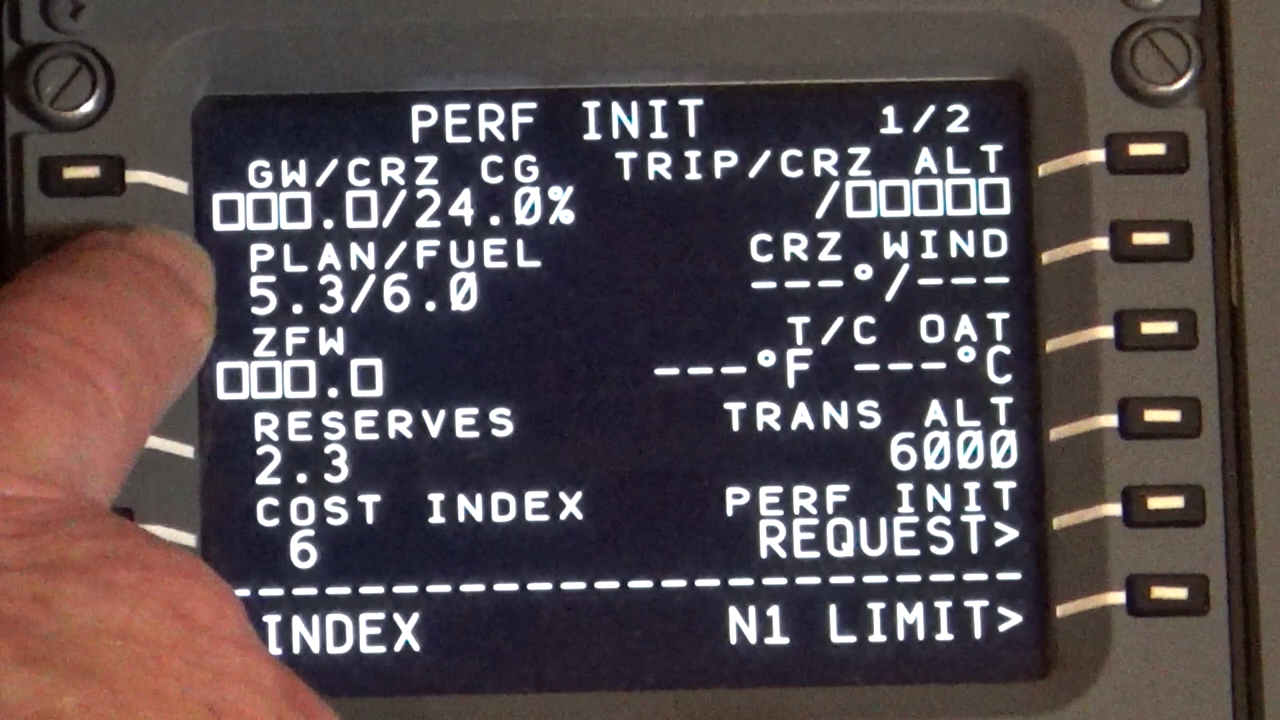 PERF INIT 1/2
GW/CRZ CG TRIP/CRZ ALT
□□□.□/24.0% /□□□□□
PLAN/FUEL CRZ WIND
5.3/6.0 ---°/---
ZFW T/C OAT
□□□.□ ---°F ---°C
RESERVES TRANS ALT
2.3 6000
COST INDEX PERF INIT
6 REQUEST>
------------------------
INDEX N1 LIMIT>